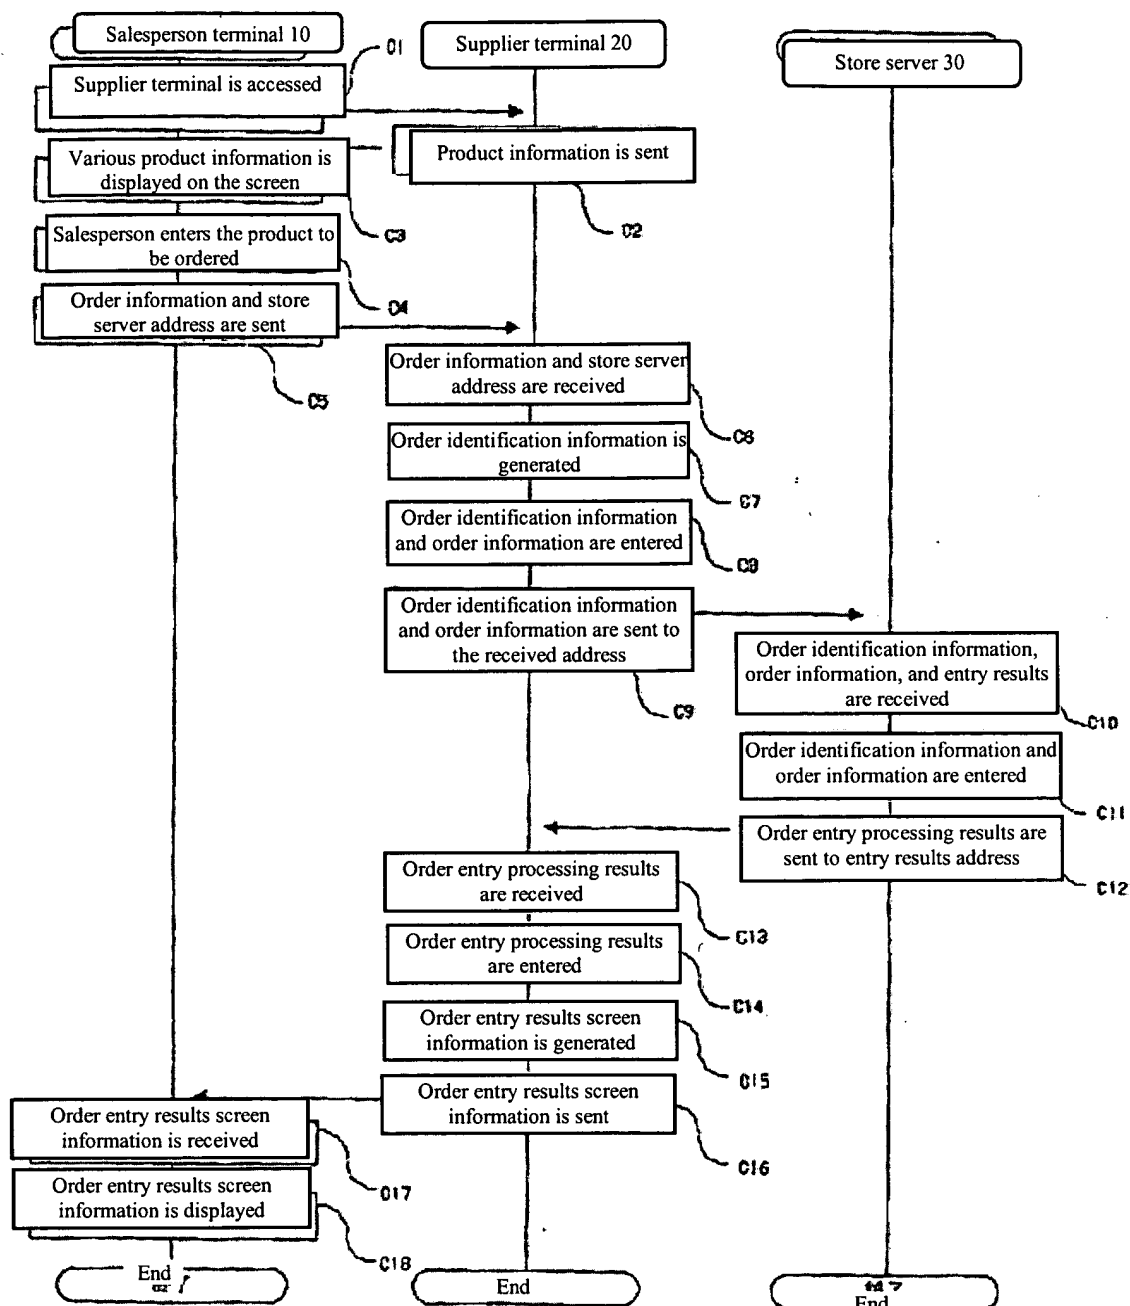 Salesperson terminal 10
Supplier terminal 20
Store server 30
Supplier terminal is accessed
C1
Product information is sent
C2
Various product information is
displayed on the screen
C3
Salesperson enters the product to
be ordered
C4
Order information and store
server address are sent
C5
Order information and store server
address are received
C6
Order identification information is
generated
C7
Order identification information
and order information are entered
C8
Order identification information
and order information are sent to
the received address
C9
Order identification information,
order information, and entry results
are received
C10
Order identification information and
order information are entered
C11
Order entry processing results are
sent to entry results address
C12
Order entry processing results
are received
C13
Order entry processing results
are entered
C14
Order entry results screen
information is generated
C15
Order entry results screen
information is sent
C16
Order entry results screen
information is received
C17
Order entry results screen
information is displayed
C18
End
End
End